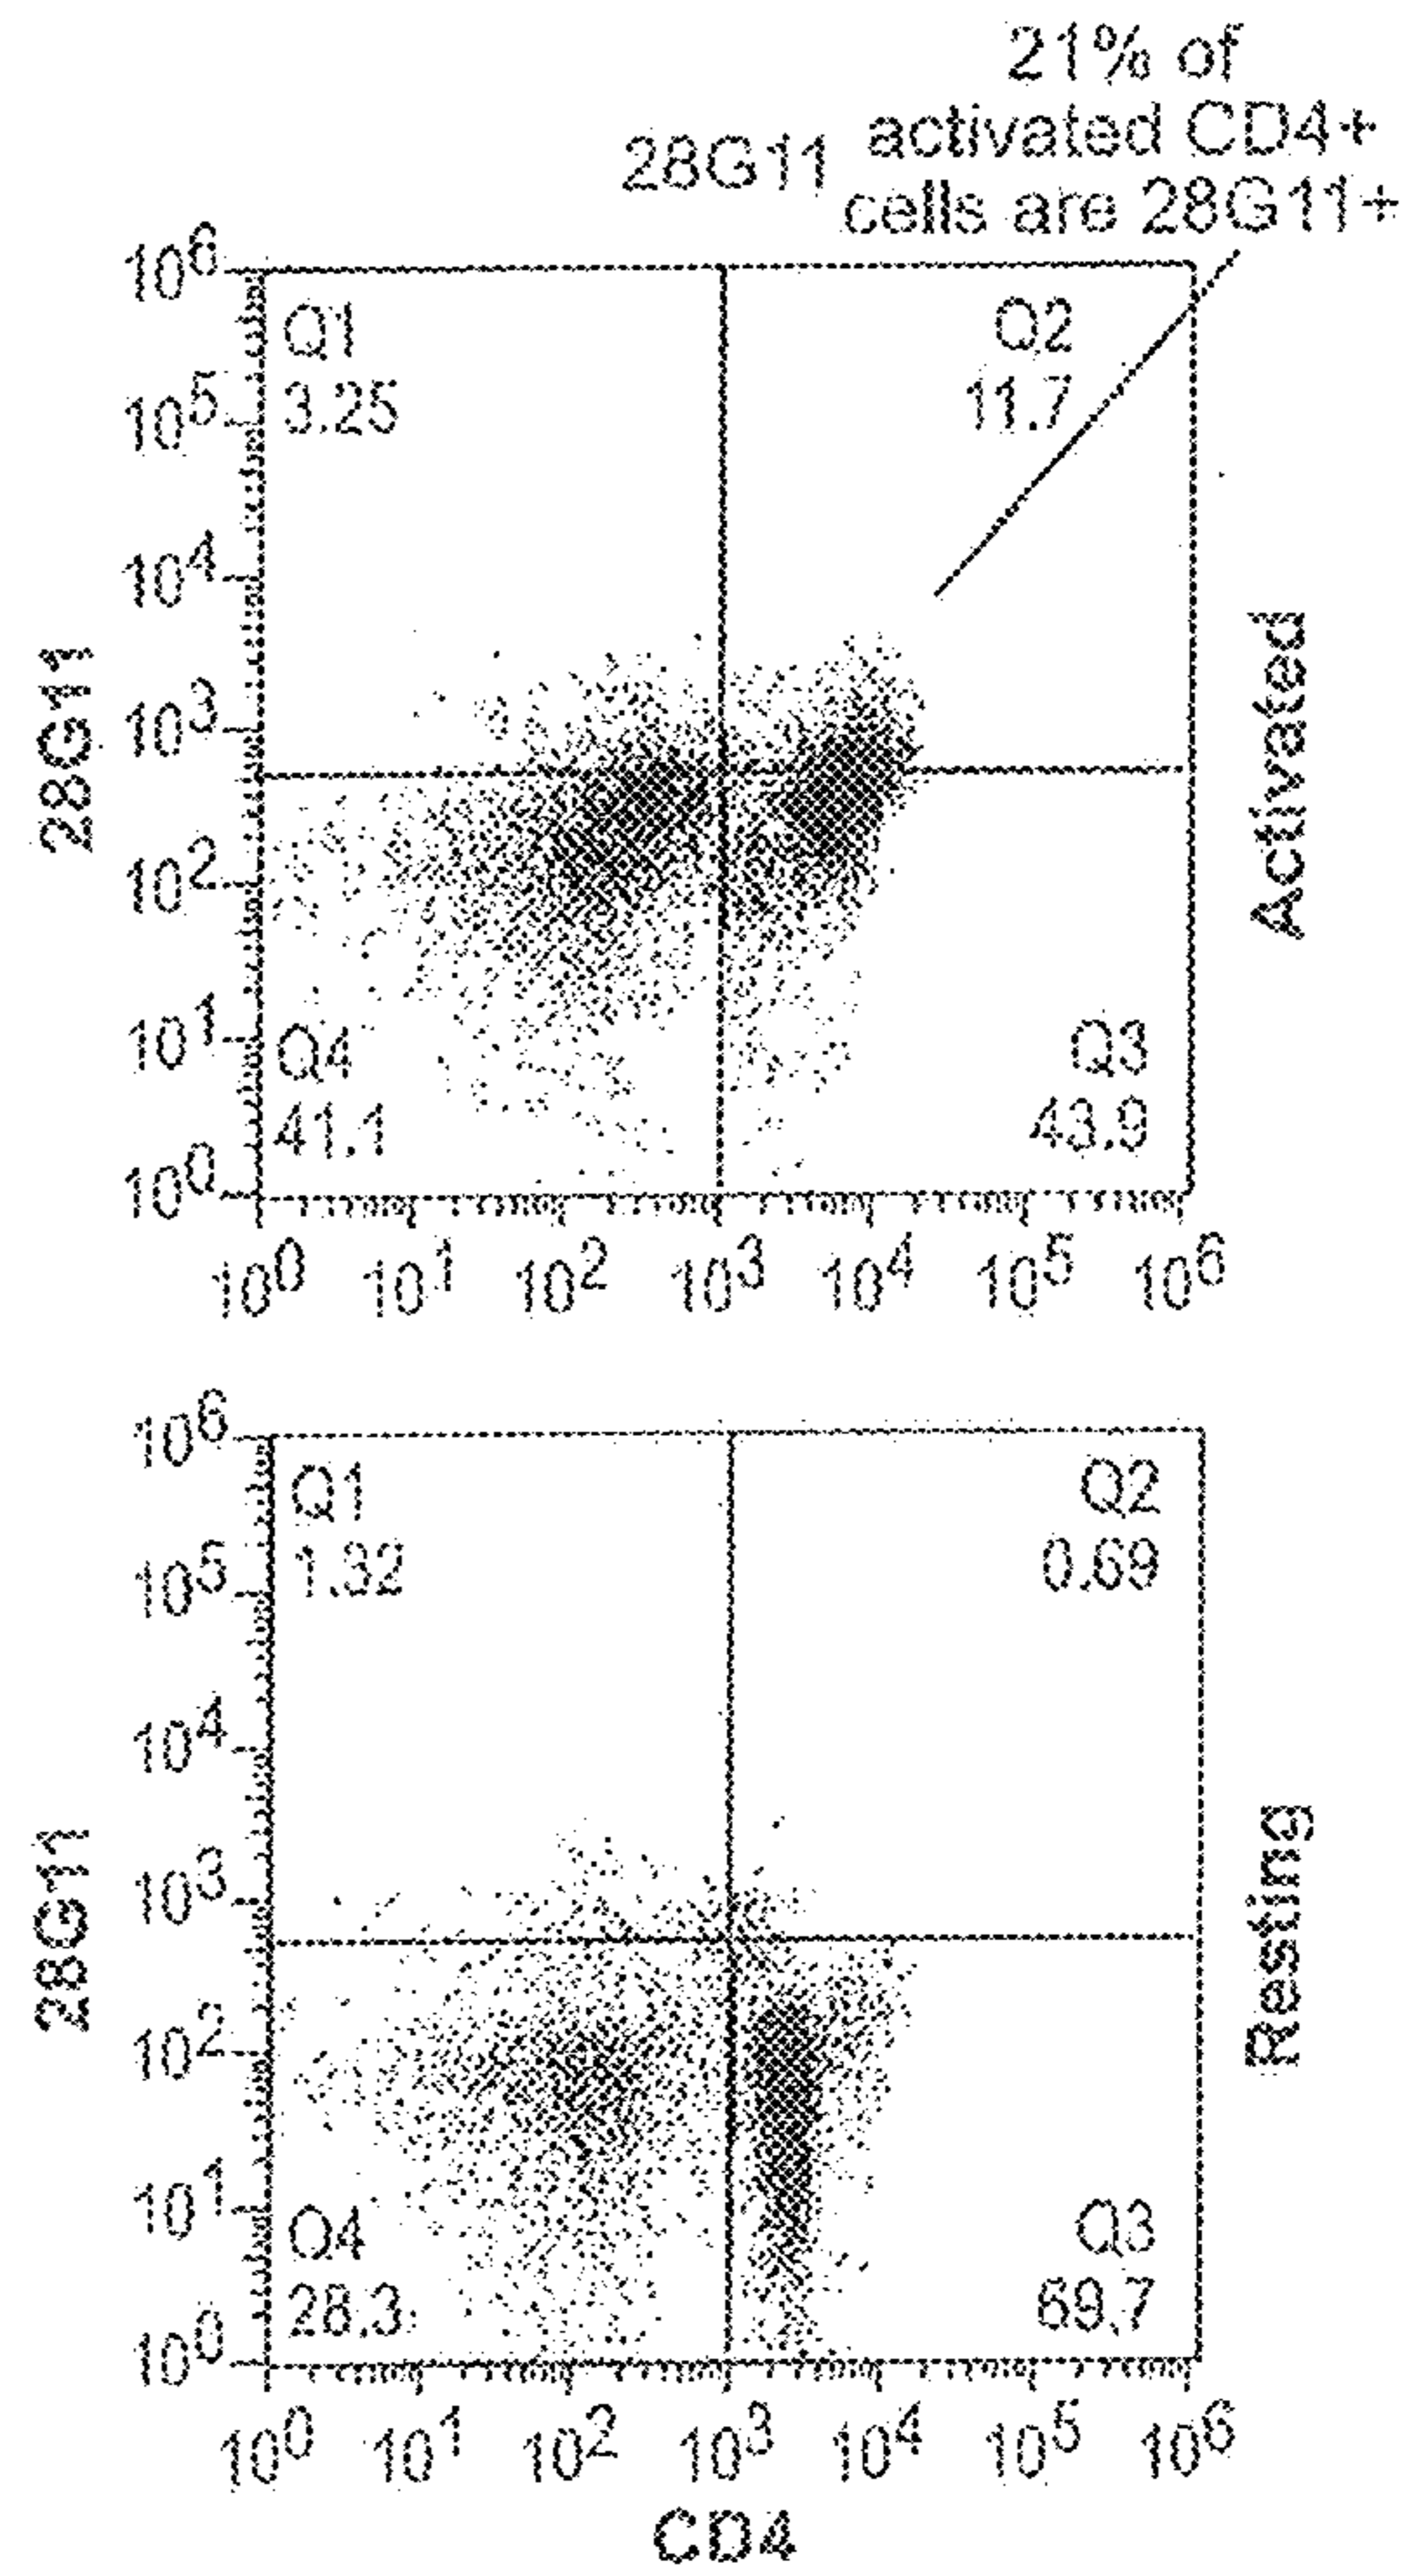 21% of
activated CD4+
cells are 28G11+
28G11
10^6
Q1
3.25
Q2
11.7
10^5
10^4
10^3
10^2
10^1
10^0
Q4
41.1
Q3
43.9
10^0 10^1 10^2 10^3 10^4 10^5 10^6
28G11
Activated
10^6
Q1
1.32
Q2
0.69
10^5
10^4
10^3
10^2
10^1
10^0
Q4
28.3
Q3
69.7
10^0 10^1 10^2 10^3 10^4 10^5 10^6
28G11
Resting
CD4